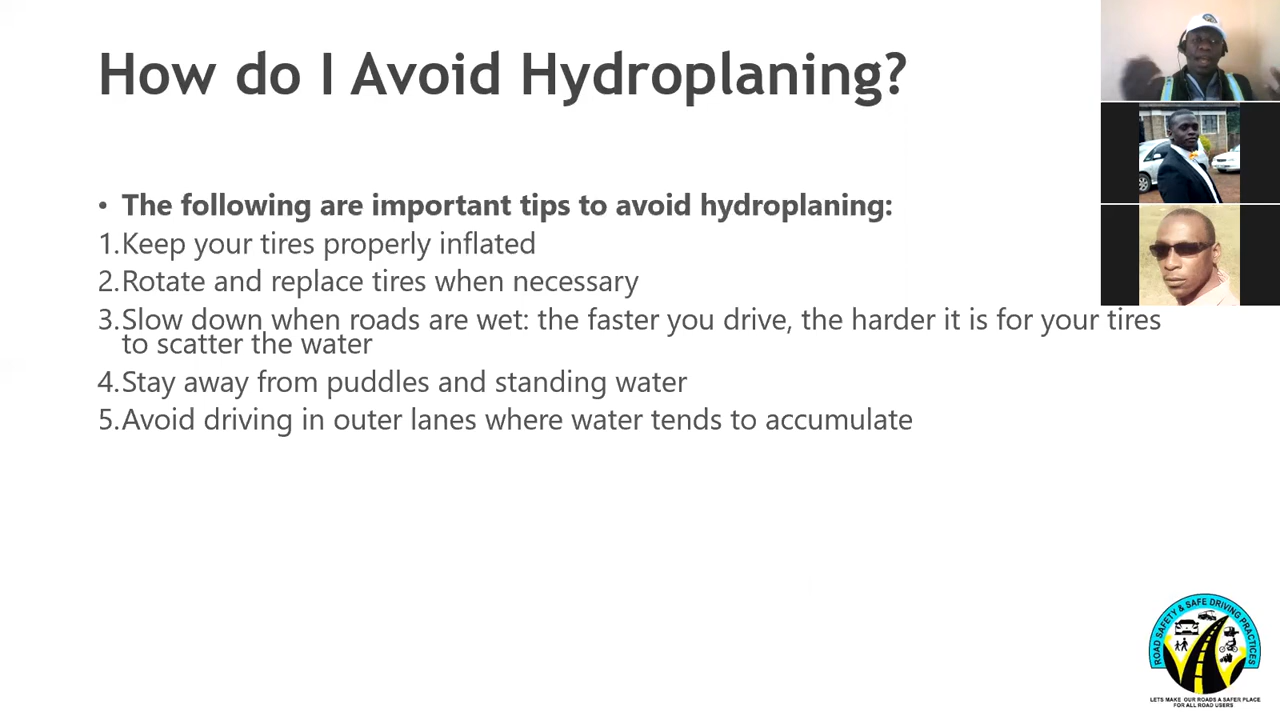 How do I Avoid Hydroplaning?
• The following are important tips to avoid hydroplaning:
1.Keep your tires properly inflated
2.Rotate and replace tires when necessary
3.Slow down when roads are wet: the faster you drive, the harder it is for your tires
to scatter the water
4.Stay away from puddles and standing water
5.Avoid driving in outer lanes where water tends to accumulate
ROAD SAFETY & SAFE DRIVING PRACTICES
LETS MAKE OUR ROADS A SAFER PLACE
FOR ALL ROAD USERS